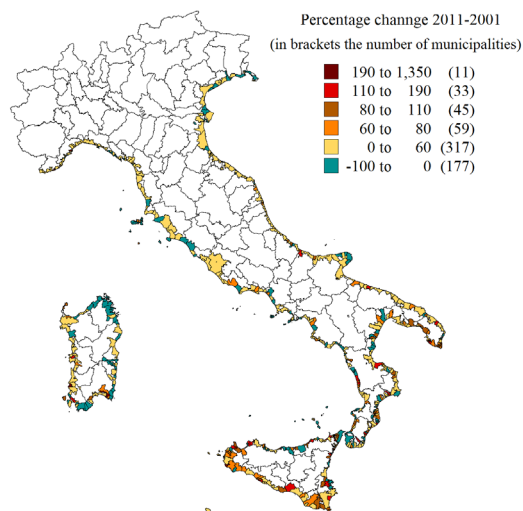 Percentage channge 2011-2001
(in brackets the number of municipalities)
190 to 1,350 (11)
110 to 190 (33)
80 to 110 (45)
60 to 80 (59)
0 to 60 (317)
-100 to 0 (177)